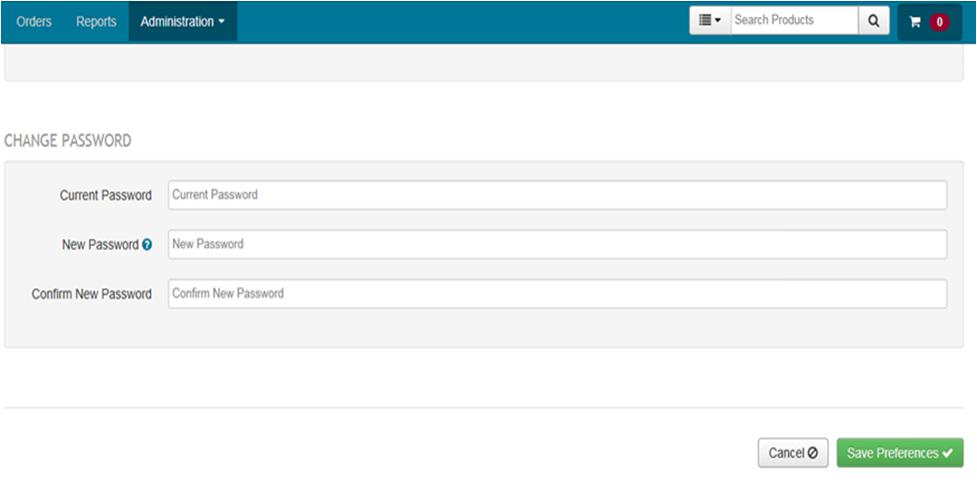 Orders Reports Administration Search Products 0
CHANGE PASSWORD
Current Password Current Password
New Password ? New Password
Confirm New Password Confirm New Password
Cancel Save Preferences